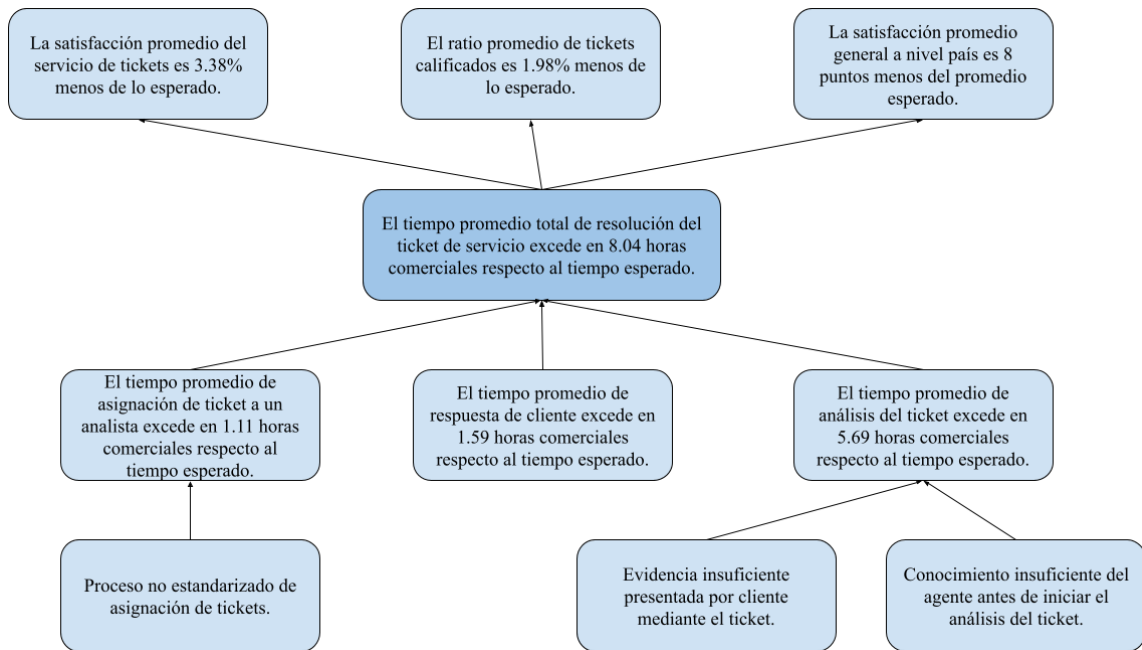 La satisfacción promedio del
servicio de tickets es 3.38%
menos de lo esperado.
El ratio promedio de tickets
calificados es 1.98% menos de
lo esperado.
La satisfacción promedio
general a nivel país es 8
puntos menos del promedio
esperado.
El tiempo promedio total de resolución del
ticket de servicio excede en 8.04 horas
comerciales respecto al tiempo esperado.
El tiempo promedio de
asignación de ticket a un
analista excede en 1.11 horas
comerciales respecto al
tiempo esperado.
El tiempo promedio de
respuesta de cliente excede en
1.59 horas comerciales
respecto al tiempo esperado.
El tiempo promedio de
análisis del ticket excede en
5.69 horas comerciales
respecto al tiempo esperado.
Proceso no estandarizado de
asignación de tickets.
Evidencia insuficiente
presentada por cliente
mediante el ticket.
Conocimiento insuficiente del
agente antes de iniciar el
análisis del ticket.